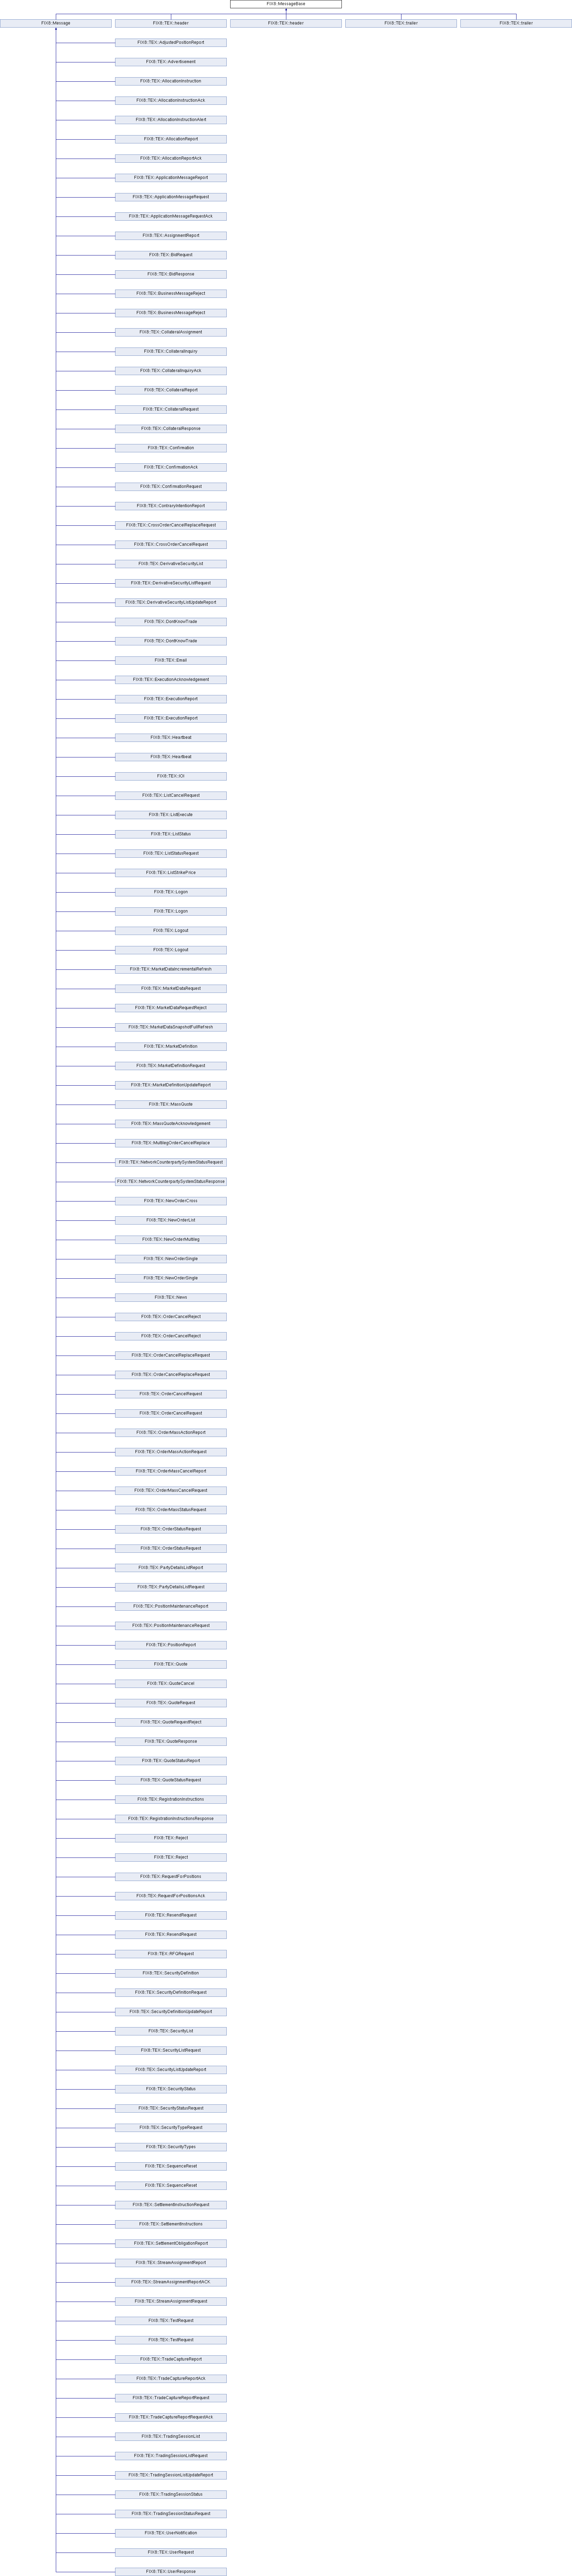 FIX8::MessageBase
FIX8::Message
FIX8::TEX::header
FIX8::TEX::header
FIX8::TEX::trailer
FIX8::TEX::trailer
FIX8::TEX::AdjustedPositionReport
FIX8::TEX::Advertisement
FIX8::TEX::AllocationInstruction
FIX8::TEX::AllocationInstructionAck
FIX8::TEX::AllocationInstructionAlert
FIX8::TEX::AllocationReport
FIX8::TEX::AllocationReportAck
FIX8::TEX::ApplicationMessageReport
FIX8::TEX::ApplicationMessageRequest
FIX8::TEX::ApplicationMessageRequestAck
FIX8::TEX::AssignmentReport
FIX8::TEX::BidRequest
FIX8::TEX::BidResponse
FIX8::TEX::BusinessMessageReject
FIX8::TEX::BusinessMessageReject
FIX8::TEX::CollateralAssignment
FIX8::TEX::CollateralInquiry
FIX8::TEX::CollateralInquiryAck
FIX8::TEX::CollateralReport
FIX8::TEX::CollateralRequest
FIX8::TEX::CollateralResponse
FIX8::TEX::Confirmation
FIX8::TEX::ConfirmationAck
FIX8::TEX::ConfirmationRequest
FIX8::TEX::ContraryIntentionReport
FIX8::TEX::CrossOrderCancelReplaceRequest
FIX8::TEX::CrossOrderCancelRequest
FIX8::TEX::DerivativeSecurityList
FIX8::TEX::DerivativeSecurityListRequest
FIX8::TEX::DerivativeSecurityListUpdateReport
FIX8::TEX::DontKnowTrade
FIX8::TEX::DontKnowTrade
FIX8::TEX::Email
FIX8::TEX::ExecutionAcknowledgement
FIX8::TEX::ExecutionReport
FIX8::TEX::ExecutionReport
FIX8::TEX::Heartbeat
FIX8::TEX::Heartbeat
FIX8::TEX::IOI
FIX8::TEX::ListCancelRequest
FIX8::TEX::ListExecute
FIX8::TEX::ListStatus
FIX8::TEX::ListStatusRequest
FIX8::TEX::ListStrikePrice
FIX8::TEX::Logon
FIX8::TEX::Logon
FIX8::TEX::Logout
FIX8::TEX::Logout
FIX8::TEX::MarketDataIncrementalRefresh
FIX8::TEX::MarketDataRequest
FIX8::TEX::MarketDataRequestReject
FIX8::TEX::MarketDataSnapshotFullRefresh
FIX8::TEX::MarketDefinition
FIX8::TEX::MarketDefinitionRequest
FIX8::TEX::MarketDefinitionUpdateReport
FIX8::TEX::MassQuote
FIX8::TEX::MassQuoteAcknowledgement
FIX8::TEX::MultilegOrderCancelReplace
FIX8::TEX::NetworkCounterpartySystemStatusRequest
FIX8::TEX::NetworkCounterpartySystemStatusResponse
FIX8::TEX::NewOrderCross
FIX8::TEX::NewOrderList
FIX8::TEX::NewOrderMultileg
FIX8::TEX::NewOrderSingle
FIX8::TEX::NewOrderSingle
FIX8::TEX::News
FIX8::TEX::OrderCancelReject
FIX8::TEX::OrderCancelReject
FIX8::TEX::OrderCancelReplaceRequest
FIX8::TEX::OrderCancelReplaceRequest
FIX8::TEX::OrderCancelRequest
FIX8::TEX::OrderCancelRequest
FIX8::TEX::OrderMassActionReport
FIX8::TEX::OrderMassActionRequest
FIX8::TEX::OrderMassCancelReport
FIX8::TEX::OrderMassCancelRequest
FIX8::TEX::OrderMassStatusRequest
FIX8::TEX::OrderStatusRequest
FIX8::TEX::OrderStatusRequest
FIX8::TEX::PartyDetailsListReport
FIX8::TEX::PartyDetailsListRequest
FIX8::TEX::PositionMaintenanceReport
FIX8::TEX::PositionMaintenanceRequest
FIX8::TEX::PositionReport
FIX8::TEX::Quote
FIX8::TEX::QuoteCancel
FIX8::TEX::QuoteRequest
FIX8::TEX::QuoteRequestReject
FIX8::TEX::QuoteResponse
FIX8::TEX::QuoteStatusReport
FIX8::TEX::QuoteStatusRequest
FIX8::TEX::RegistrationInstructions
FIX8::TEX::RegistrationInstructionsResponse
FIX8::TEX::Reject
FIX8::TEX::Reject
FIX8::TEX::RequestForPositions
FIX8::TEX::RequestForPositionsAck
FIX8::TEX::ResendRequest
FIX8::TEX::ResendRequest
FIX8::TEX::RFQRequest
FIX8::TEX::SecurityDefinition
FIX8::TEX::SecurityDefinitionRequest
FIX8::TEX::SecurityDefinitionUpdateReport
FIX8::TEX::SecurityList
FIX8::TEX::SecurityListRequest
FIX8::TEX::SecurityListUpdateReport
FIX8::TEX::SecurityStatus
FIX8::TEX::SecurityStatusRequest
FIX8::TEX::SecurityTypeRequest
FIX8::TEX::SecurityTypes
FIX8::TEX::SequenceReset
FIX8::TEX::SequenceReset
FIX8::TEX::SettlementInstructionRequest
FIX8::TEX::SettlementInstructions
FIX8::TEX::SettlementObligationReport
FIX8::TEX::StreamAssignmentReport
FIX8::TEX::StreamAssignmentReportACK
FIX8::TEX::StreamAssignmentRequest
FIX8::TEX::TestRequest
FIX8::TEX::TestRequest
FIX8::TEX::TradeCaptureReport
FIX8::TEX::TradeCaptureReportAck
FIX8::TEX::TradeCaptureReportRequest
FIX8::TEX::TradeCaptureReportRequestAck
FIX8::TEX::TradingSessionList
FIX8::TEX::TradingSessionListRequest
FIX8::TEX::TradingSessionListUpdateReport
FIX8::TEX::TradingSessionStatus
FIX8::TEX::TradingSessionStatusRequest
FIX8::TEX::UserNotification
FIX8::TEX::UserRequest
FIX8::TEX::UserResponse